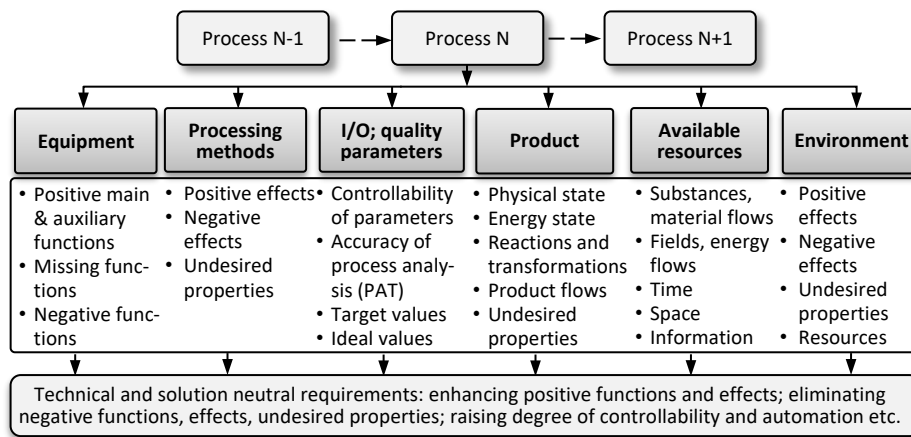 Process N-1
Process N
Process N+1
Equipment
Processing
methods
I/O; quality
parameters
Product
Available
resources
Environment
• Positive main
& auxiliary
functions
• Missing func-
tions
• Negative func-
tions
• Positive effects
• Negative
effects
• Undesired
properties
• Controllability
of parameters
• Accuracy of
process analy-
sis (PAT)
• Target values
• Ideal values
• Physical state
• Energy state
• Reactions and
transformations
• Product flows
• Undesired
properties
• Substances,
material flows
• Fields, energy
flows
• Time
• Space
• Information
• Positive
effects
• Negative
effects
• Undesired
properties
• Resources
Technical and solution neutral requirements: enhancing positive functions and effects; eliminating
negative functions, effects, undesired properties; raising degree of controllability and automation etc.